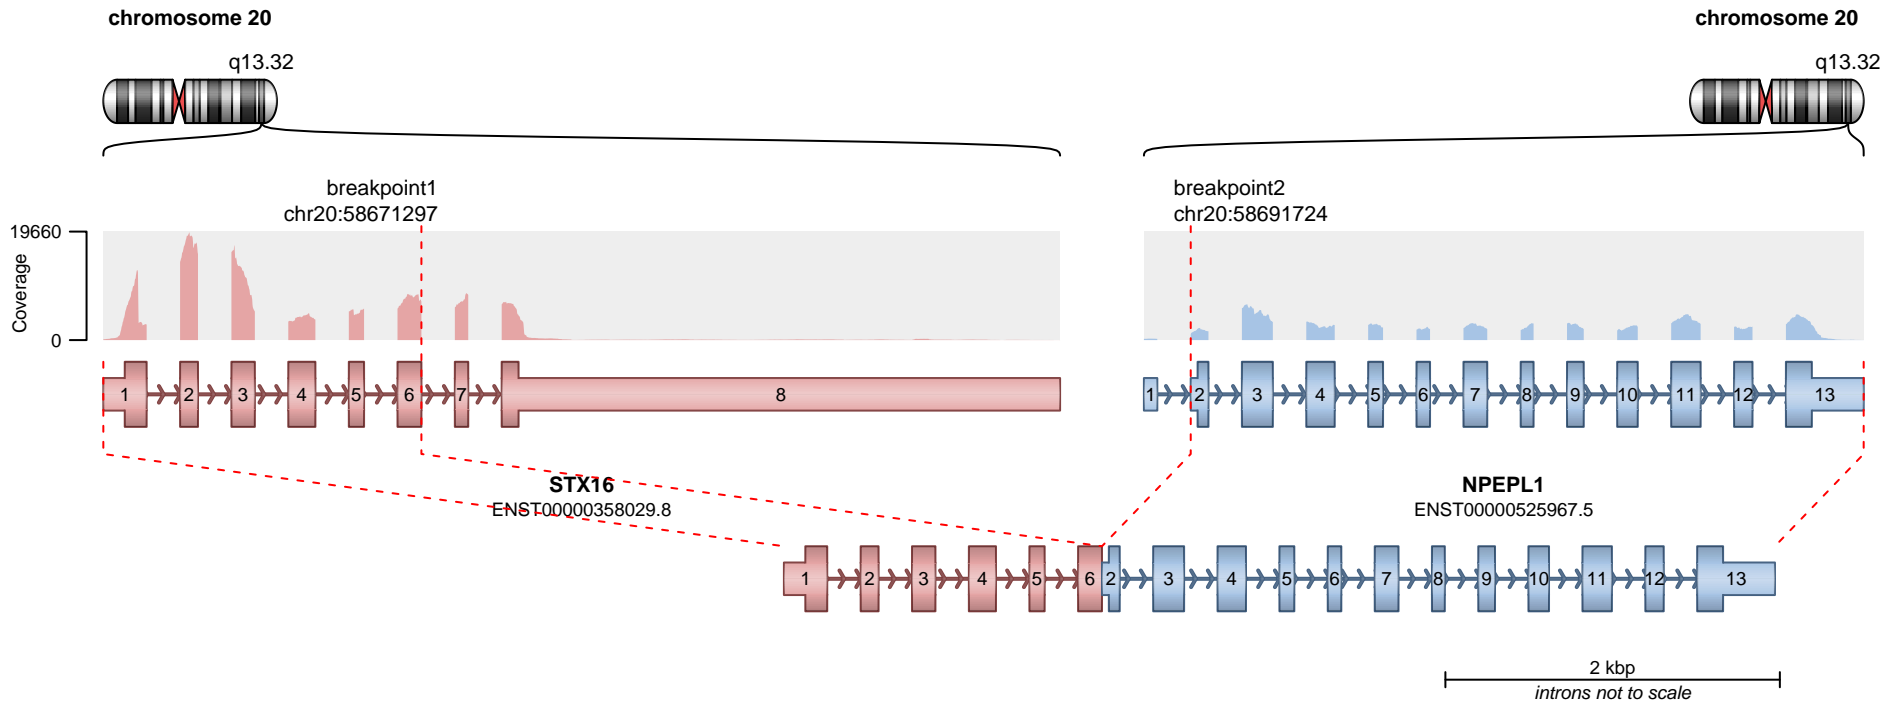 chromosome 20
chromosome 20
q13.32
q13.32
breakpoint1
chr20:58671297
breakpoint2
chr20:58691724
19660
Coverage
0
1 2 3 4 5 6 7 8
1 2 3 4 5 6 7 8 9 10 11 12 13
STX16
ENST00000358029.8
NPEPL1
ENST00000525967.5
1 2 3 4 5 6 2 3 4 5 6 7 8 9 10 11 12 13
2 kbp
introns not to scale